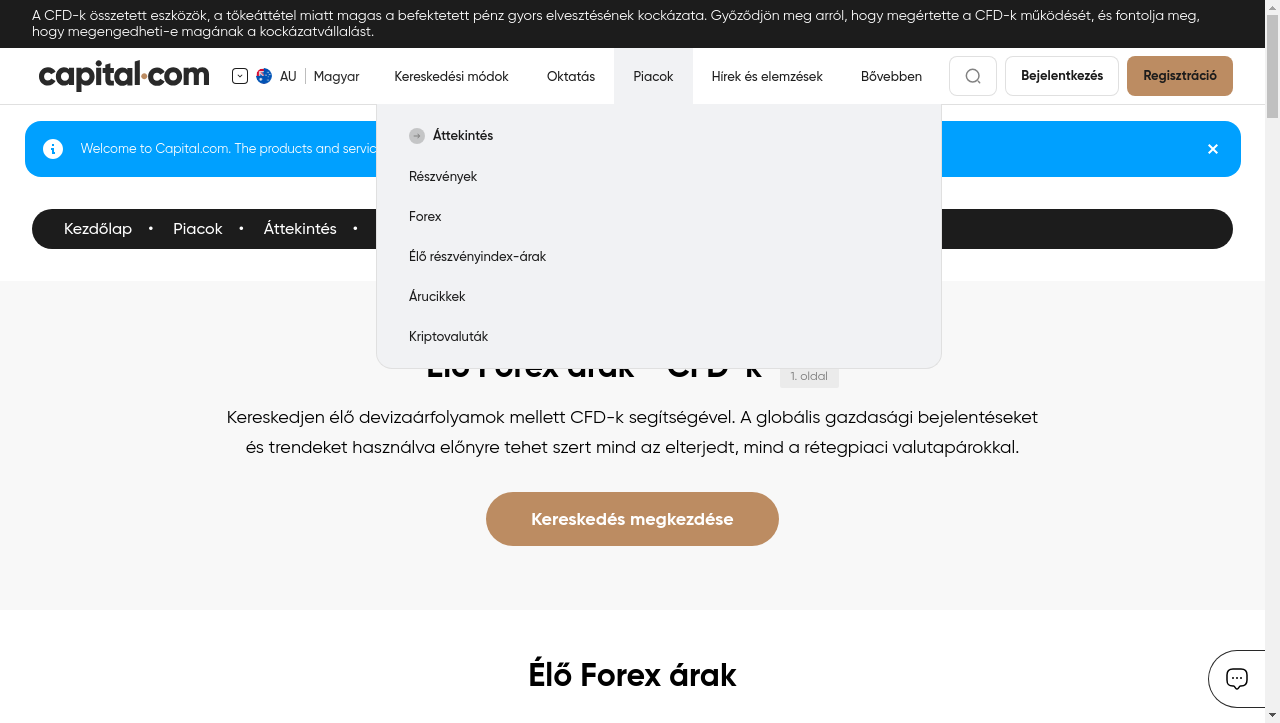 A CFD-k összetett eszközök, a tőkeáttétel miatt magas a befektetett pénz gyors elvesztésének kockázata. Győződjön meg arról, hogy megértette a CFD-k működését, és fontolja meg,
hogy megengedheti-e magának a kockázatvállalást.
capital.com
AU
Magyar
Kereskedési módok
Oktatás
Piacok
Hírek és elemzések
Bővebben
Bejelentkezés
Regisztráció
Áttekintés
Welcome to Capital.com. The products and servic
Részvények
Forex
Kezdőlap • Piacok • Áttekintés •
Élő részvényindex-árak
Árucikkek
Kriptovaluták
Élő Forex árak - CFD-k
1. oldal
Kereskedjen élő devizaárfolyamok mellett CFD-k segítségével. A globális gazdasági bejelentéseket
és trendeket használva előnyre tehet szert mind az elterjedt, mind a rétegpiaci valutapárokkal.
Kereskedés megkezdése
Élő Forex árak